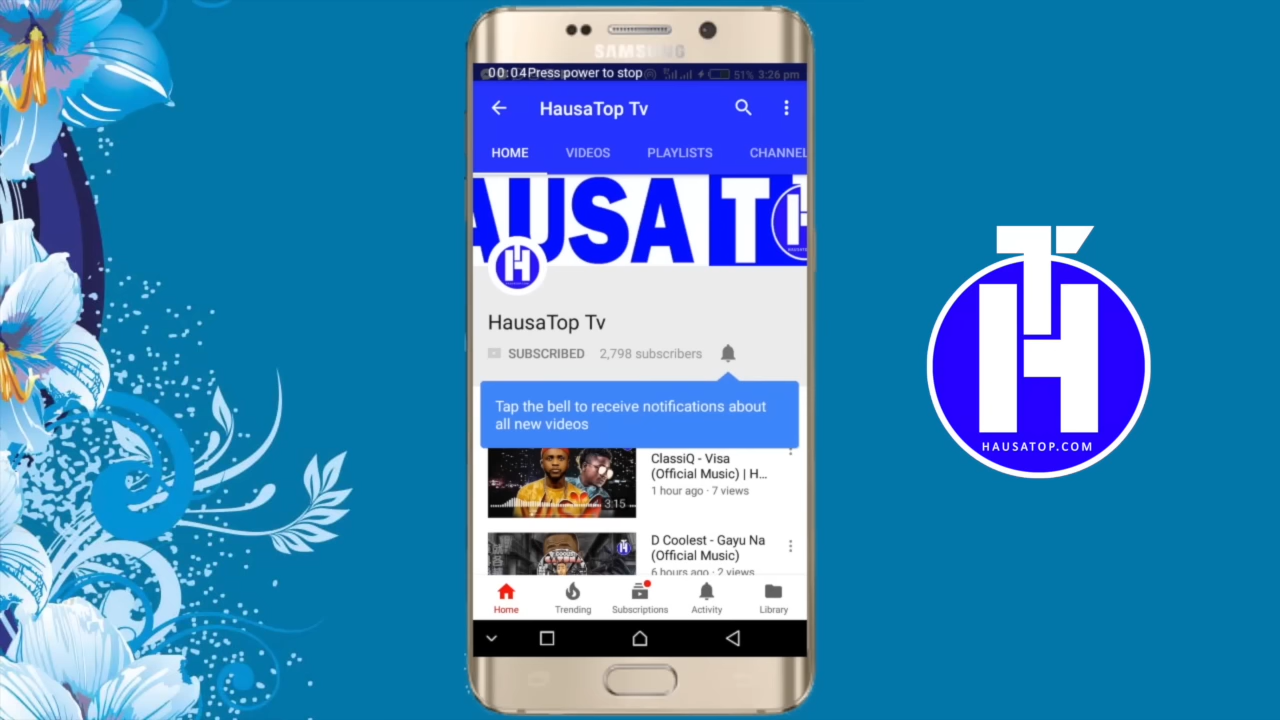 SAMSUNG
00:04Press power to stop
51% 3:26 pm
HausaTop Tv
HOME VIDEOS PLAYLISTS CHANNEL
AUSA T H
H
HausaTop Tv
SUBSCRIBED 2,798 subscribers
Tap the bell to receive notifications about
all new videos
ClassiQ - Visa
(Official Music) | H...
1 hour ago · 7 views
3:15
D Coolest - Gayu Na
(Official Music)
6 hours ago · 2 views
Home Trending Subscriptions Activity Library
TH
HAUSATOP.COM